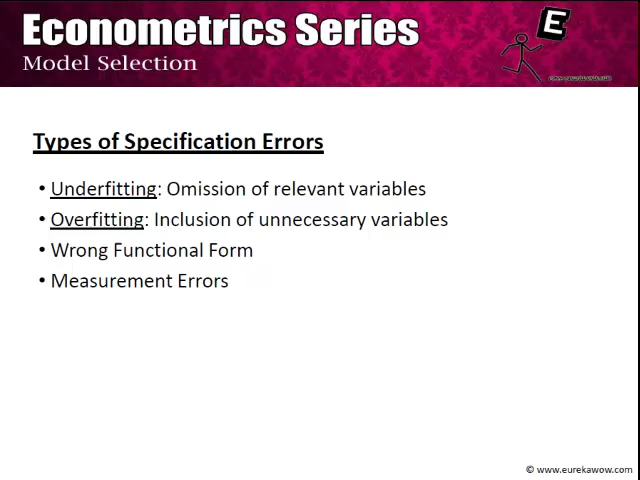 Econometrics Series
Model Selection
E
Types of Specification Errors
• Underfitting: Omission of relevant variables
• Overfitting: Inclusion of unnecessary variables
• Wrong Functional Form
• Measurement Errors
© www.eurekawow.com